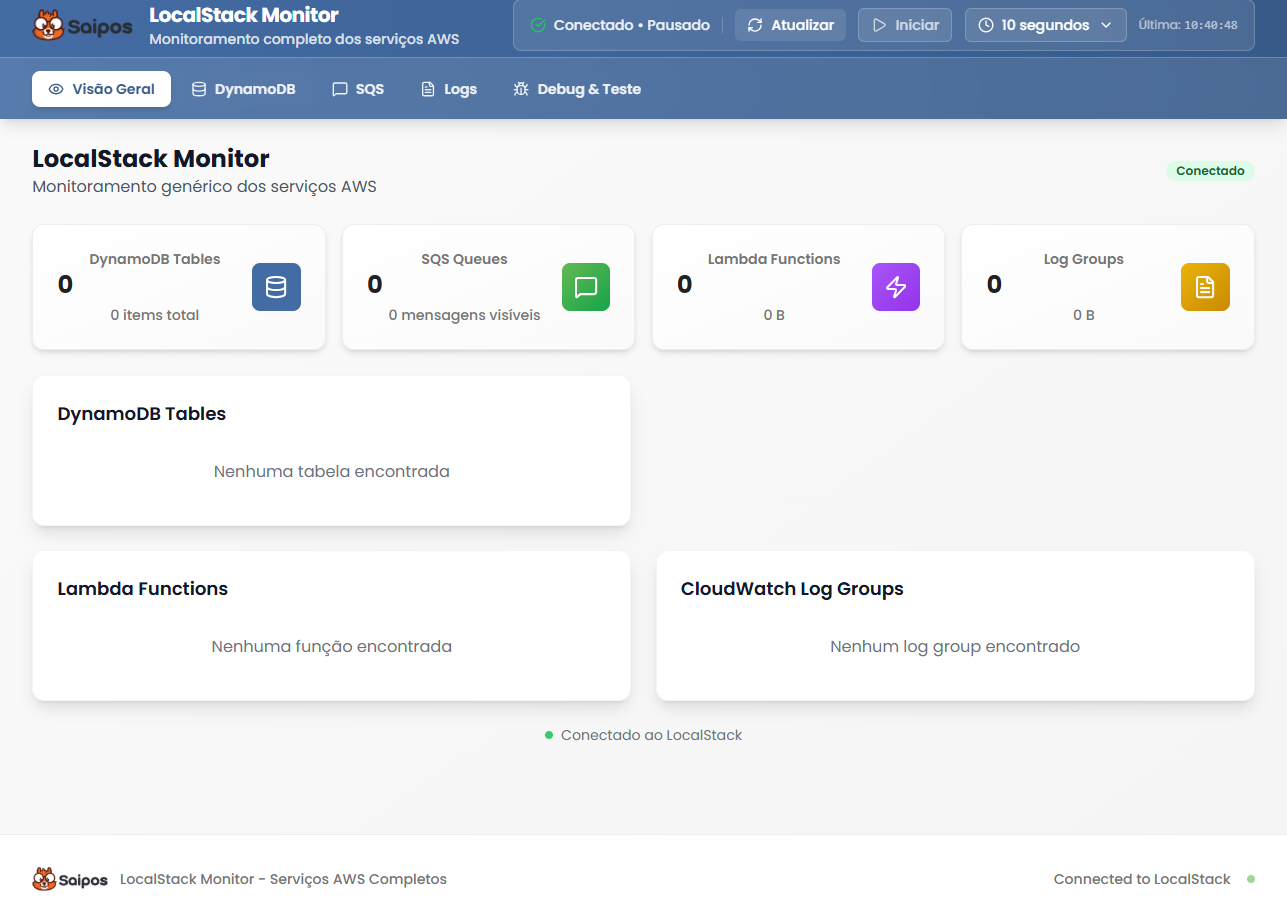 Saipos
LocalStack Monitor
Monitoramento completo dos serviços AWS
Conectado • Pausado
Atualizar
Iniciar
10 segundos
Última: 10:40:48
Visão Geral
DynamoDB
SQS
Logs
Debug & Teste
LocalStack Monitor
Monitoramento genérico dos serviços AWS
Conectado
DynamoDB Tables
0
0 items total
SQS Queues
0
0 mensagens visíveis
Lambda Functions
0
0 B
Log Groups
0
0 B
DynamoDB Tables
Nenhuma tabela encontrada
Lambda Functions
Nenhuma função encontrada
CloudWatch Log Groups
Nenhum log group encontrado
Conectado ao LocalStack
Saipos
LocalStack Monitor - Serviços AWS Completos
Connected to LocalStack